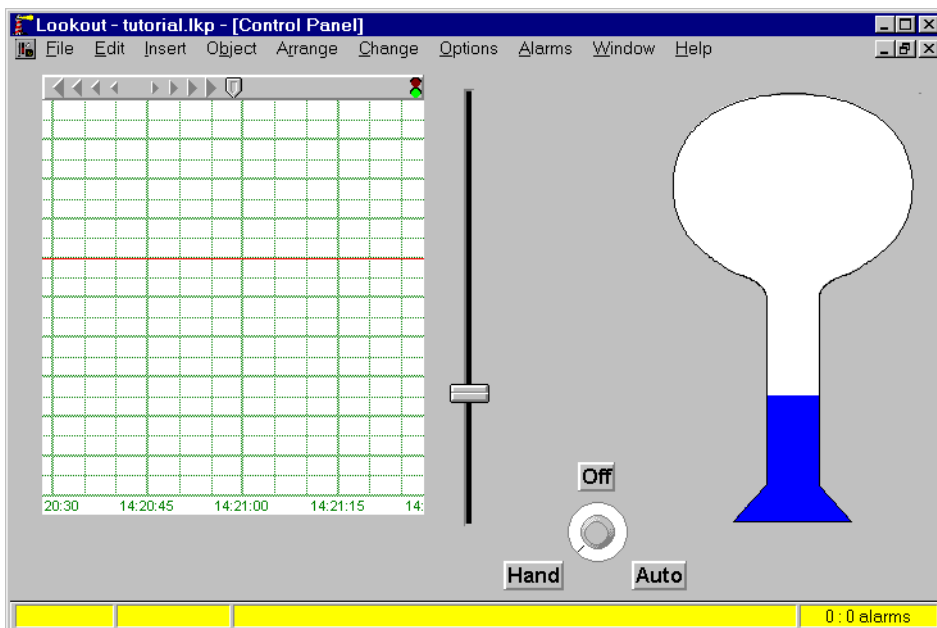 Lookout - tutorial.lkp - [Control Panel]
File Edit Insert Object Arrange Change Options Alarms Window Help
20:30 14:20:45 14:21:00 14:21:15 14:
Off
Hand Auto
0 : 0 alarms